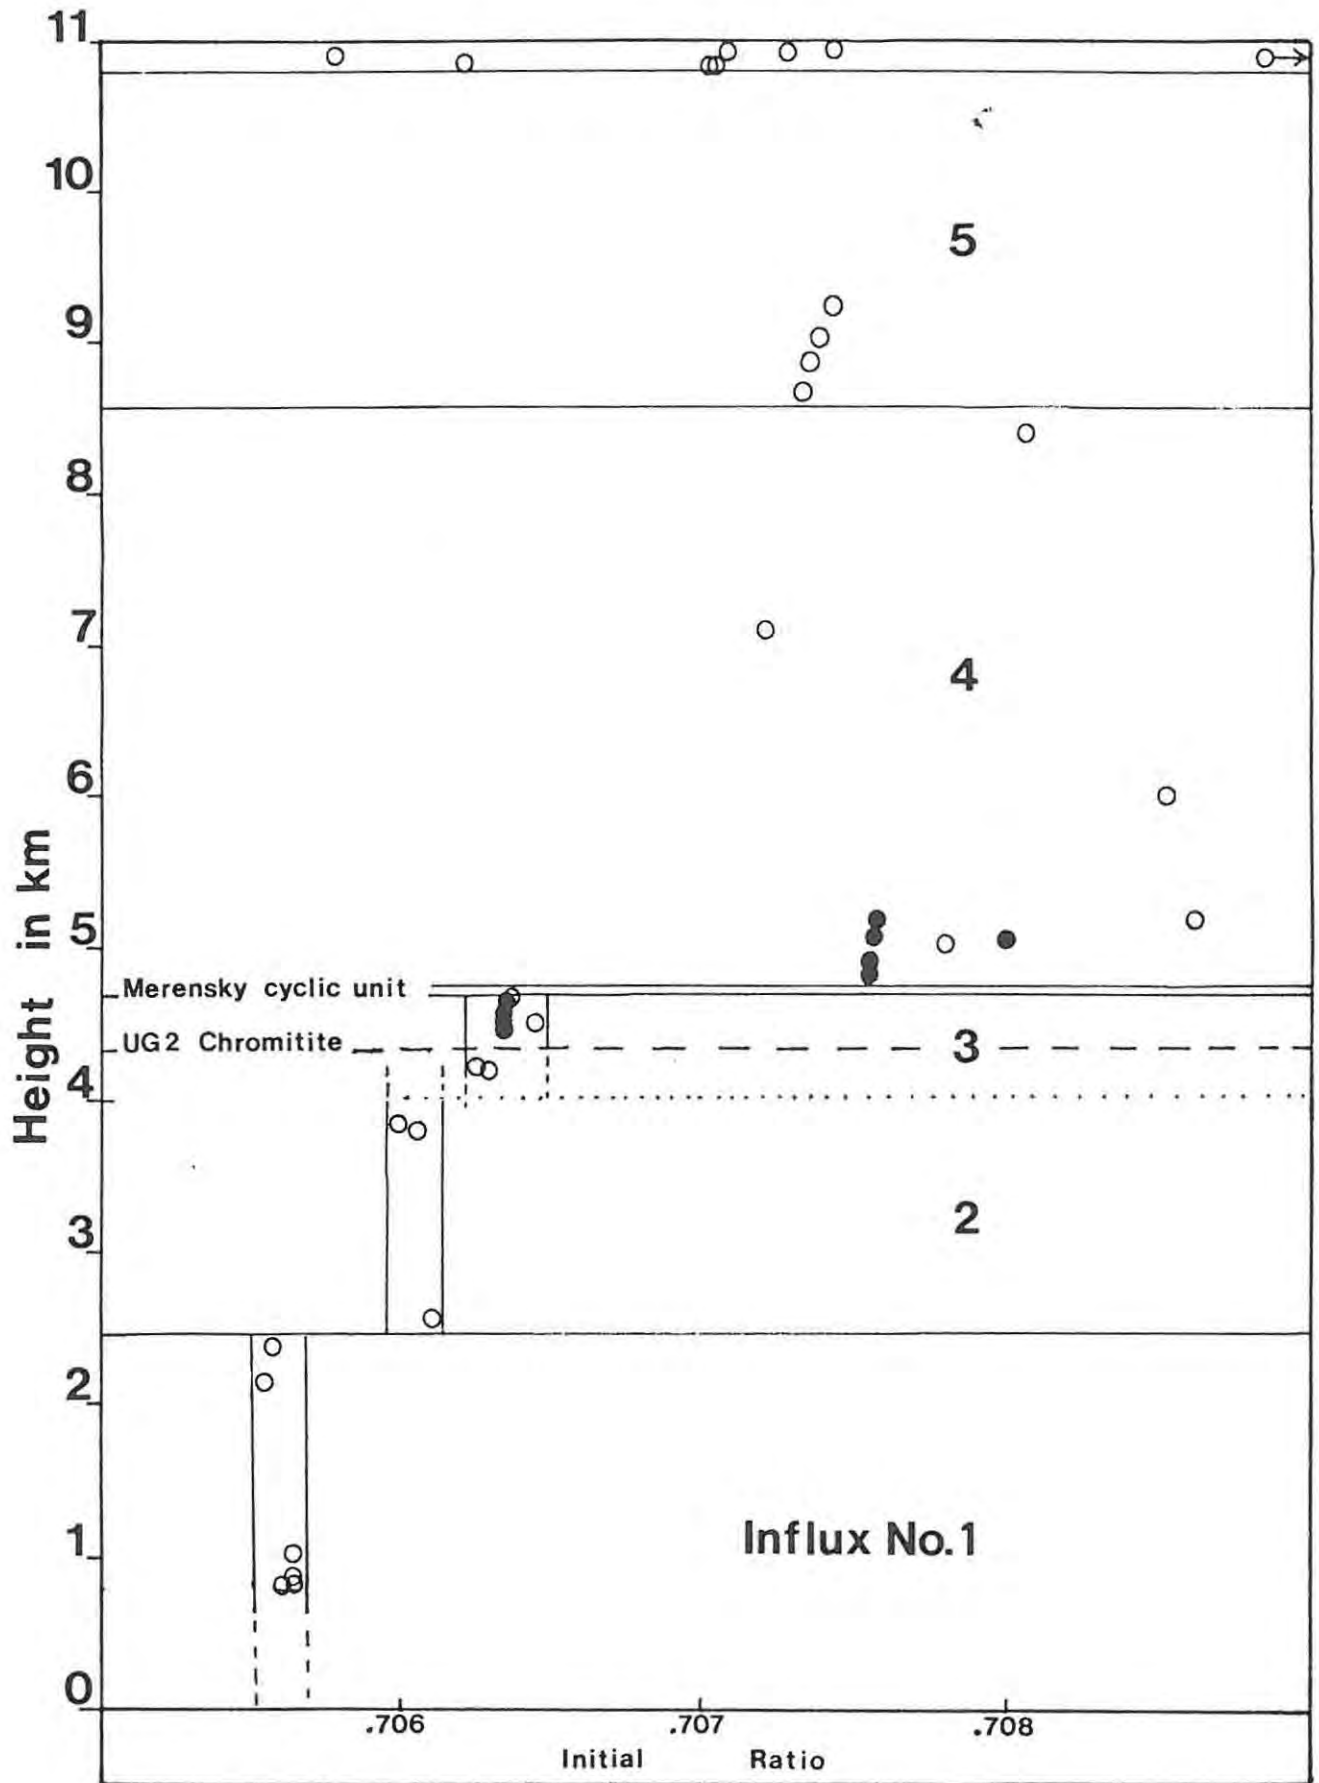 11
10
5
9
8
7
4
6
5
Merensky cyclic unit
UG2 Chromitite
3
4
3
2
2
1
Influx No.1
0
.706 .707 .708
Initial Ratio
Height in km